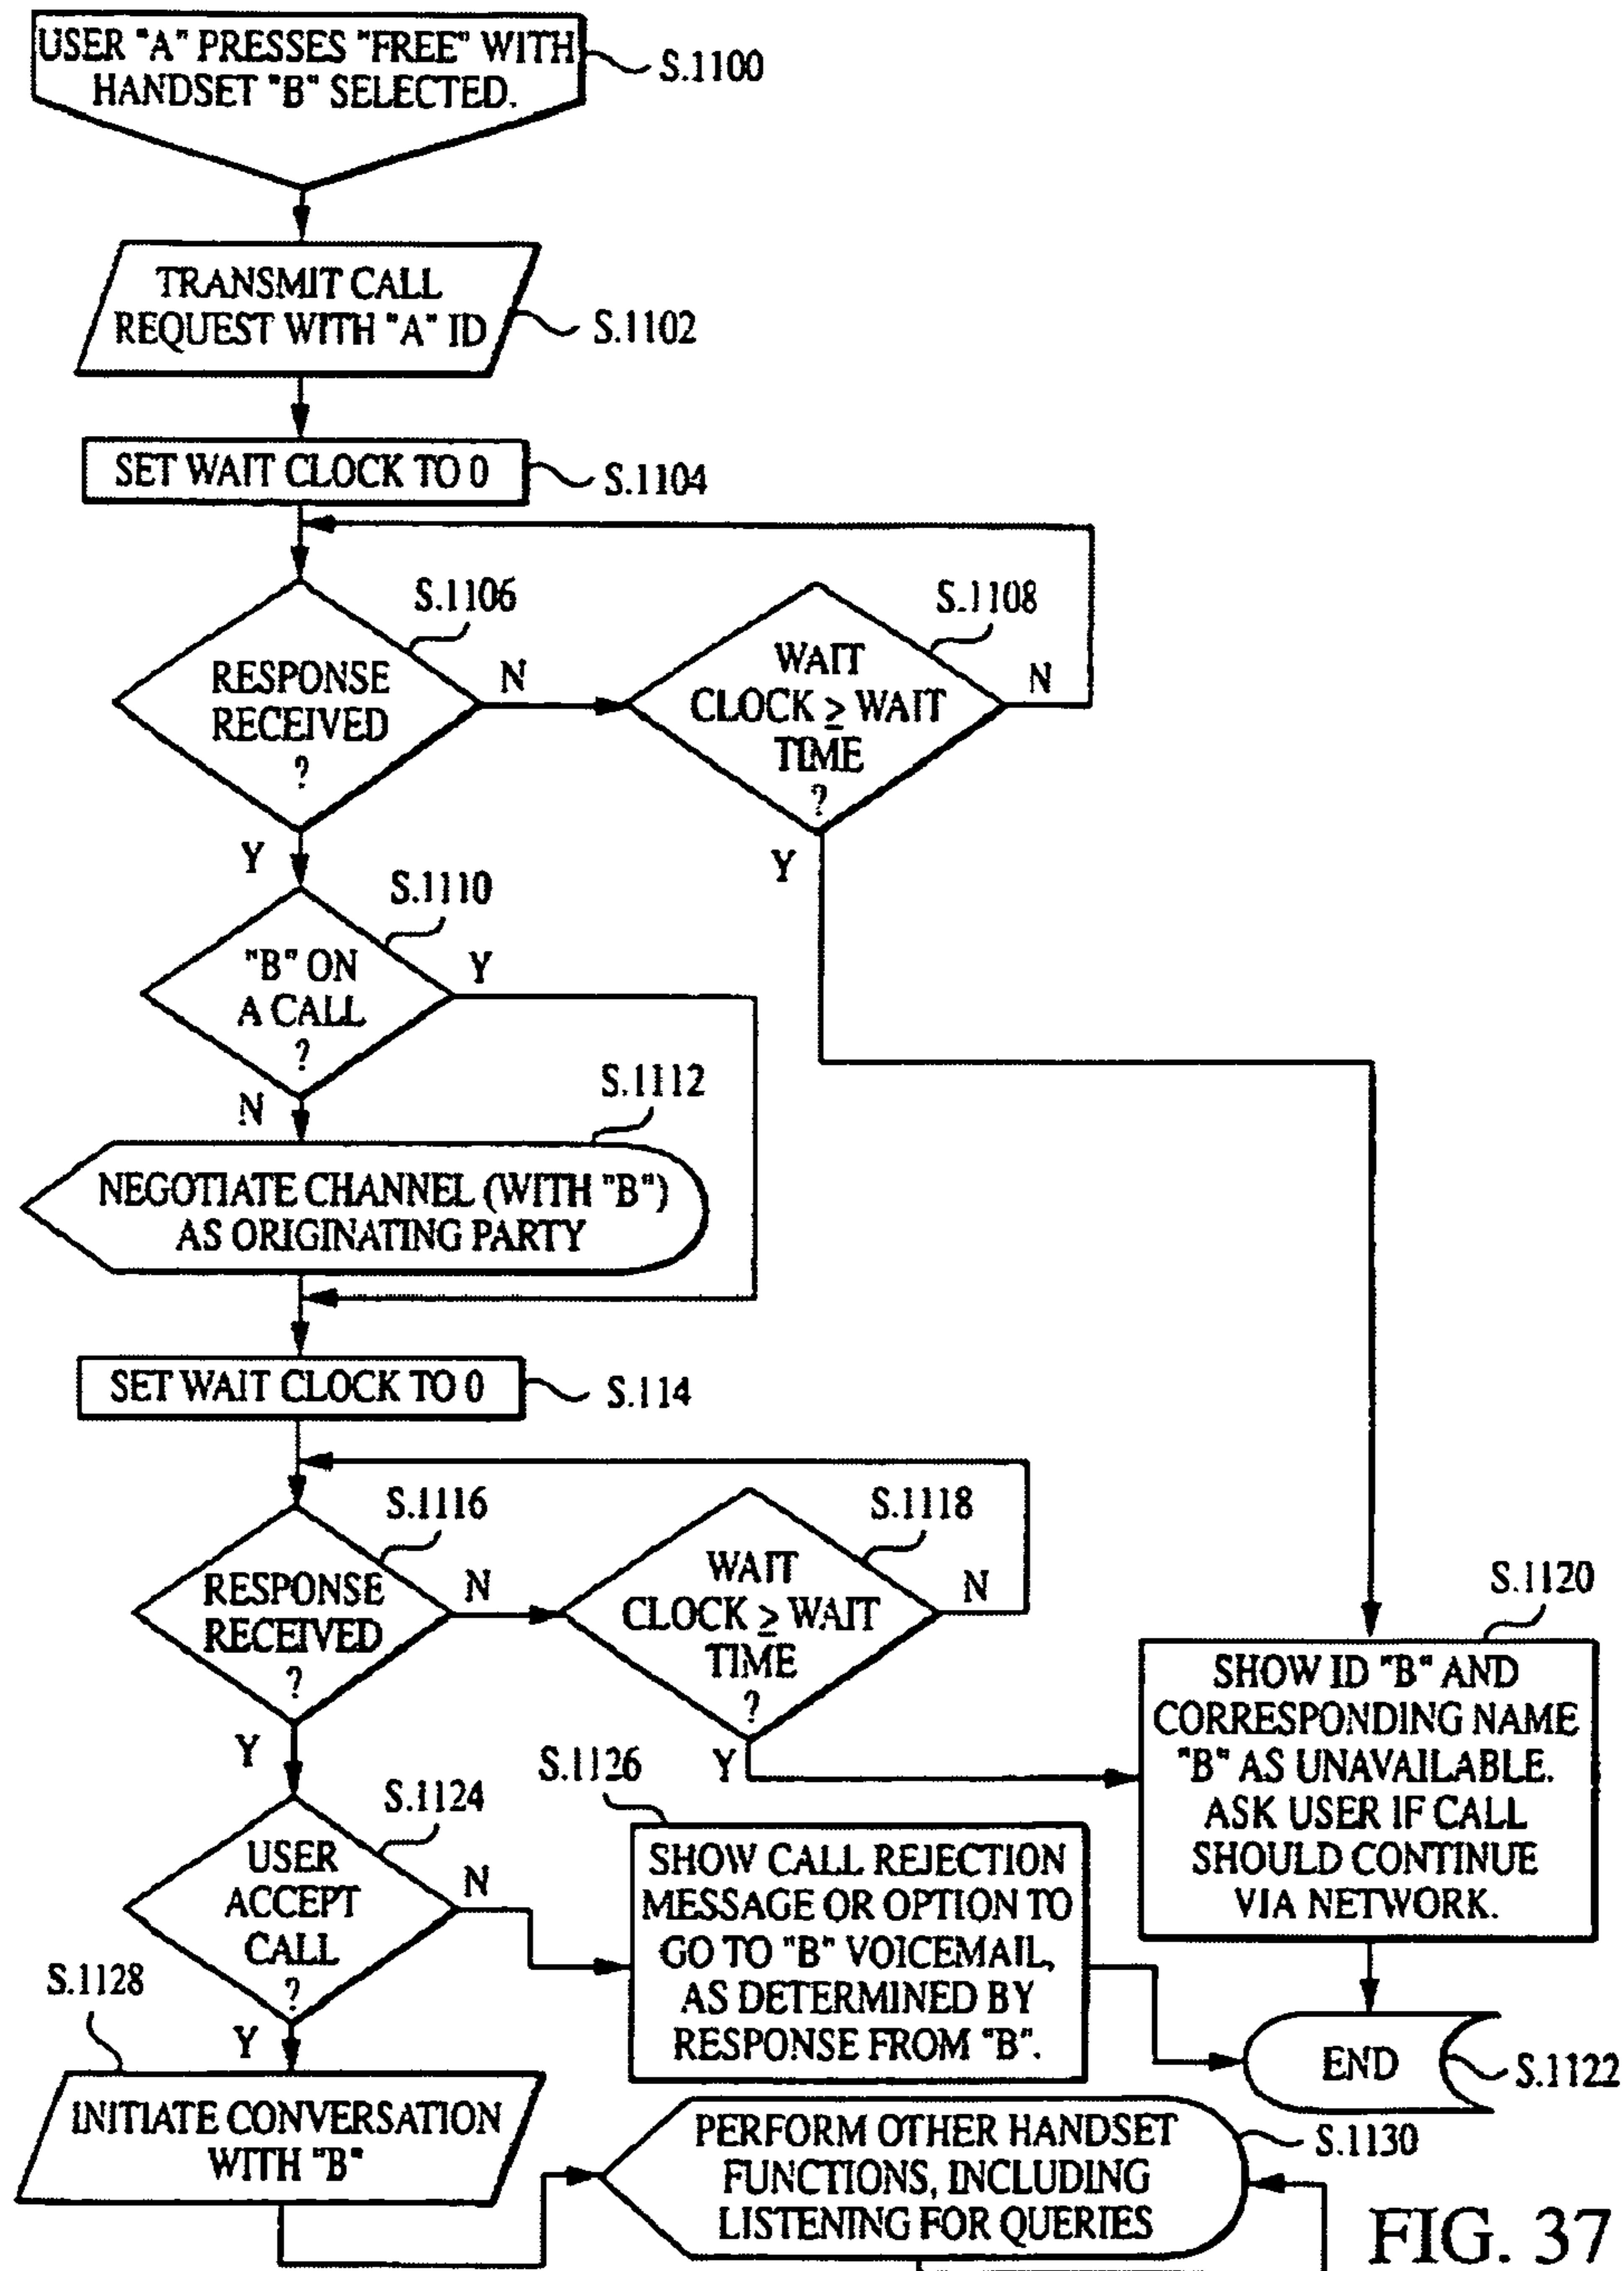 USER "A" PRESSES "FREE" WITH
HANDSET "B" SELECTED.
S.1100
TRANSMIT CALL
REQUEST WITH "A" ID
S.1102
SET WAIT CLOCK TO 0
S.1104
S.1106
RESPONSE
RECEIVED
?
N
Y
S.1108
WAIT
CLOCK ≥ WAIT
TIME
?
N
Y
S.1110
"B" ON
A CALL
?
Y
N
S.1112
NEGOTIATE CHANNEL (WITH "B")
AS ORIGINATING PARTY
SET WAIT CLOCK TO 0
S.114
S.1116
RESPONSE
RECEIVED
?
N
Y
S.1118
WAIT
CLOCK ≥ WAIT
TIME
?
N
Y
S.1120
SHOW ID "B" AND
CORRESPONDING NAME
"B" AS UNAVAILABLE.
ASK USER IF CALL
SHOULD CONTINUE
VIA NETWORK.
S.1124
USER
ACCEPT
CALL
?
N
Y
S.1126
SHOW CALL REJECTION
MESSAGE OR OPTION TO
GO TO "B" VOICEMAIL,
AS DETERMINED BY
RESPONSE FROM "B".
END
S.1122
S.1128
INITIATE CONVERSATION
WITH "B"
PERFORM OTHER HANDSET
FUNCTIONS, INCLUDING
LISTENING FOR QUERIES
S.1130
FIG. 37